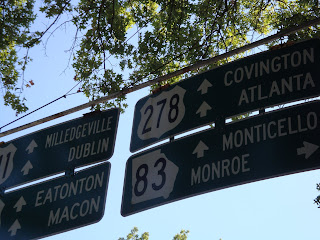 MILLEDGEVILLE
DUBLIN
EATONTON
MACON
278
COVINGTON
ATLANTA
83
MONTICELLO
MONROE